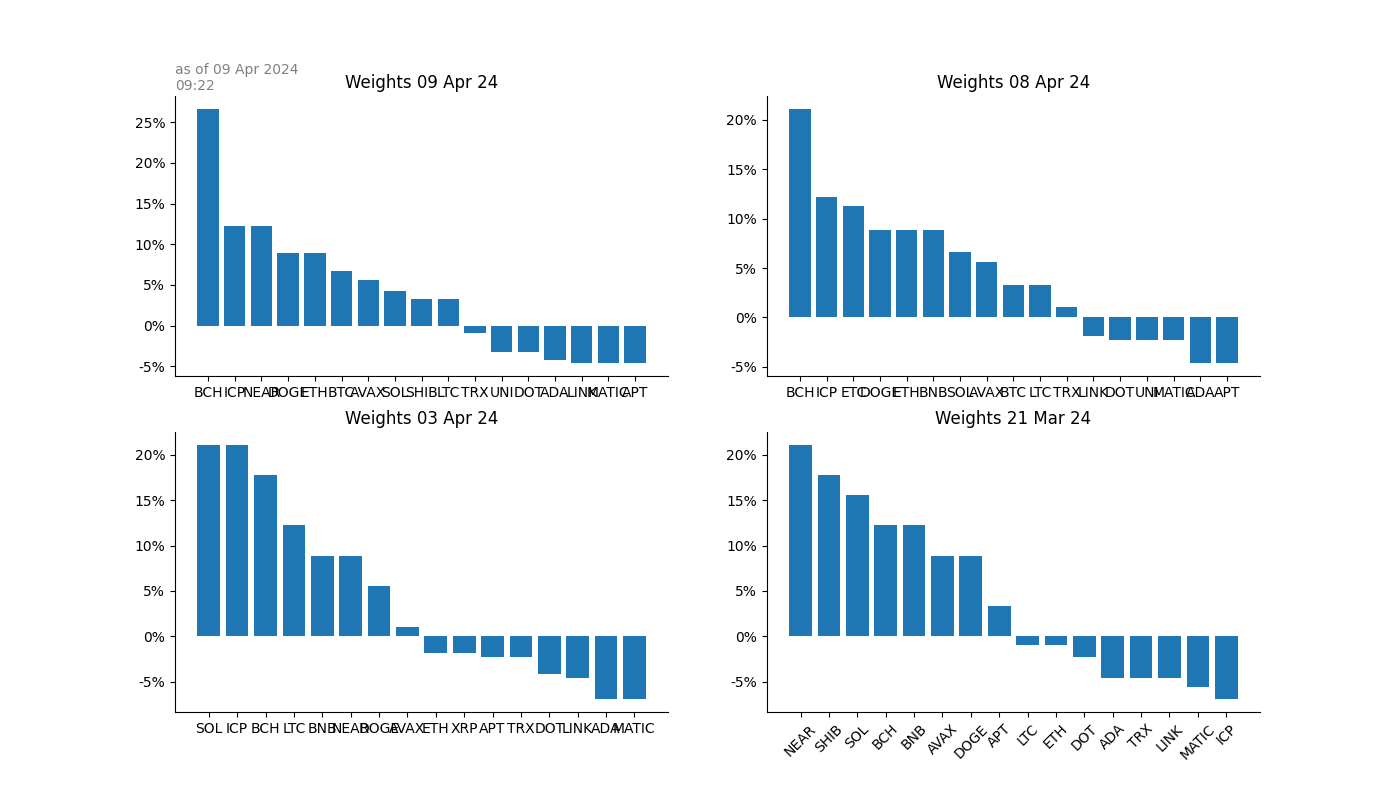 as of 09 Apr 2024
09:22
Weights 09 Apr 24
25%
20%
15%
10%
5%
0%
-5%
BCH ICP NEAR DOGE ETH BTC AVAX SOL SHIB LTC TRX UNI DOT ADA LINK MATIC APT
Weights 08 Apr 24
20%
15%
10%
5%
0%
-5%
BCH ICP ETC DOGE ETH BNB SOL AVAX BTC LTC TRX LINK DOT UNI MATIC ADA APT
Weights 03 Apr 24
20%
15%
10%
5%
0%
-5%
SOL ICP BCH LTC BNB NEAR DOGE AVAX ETH XRP APT TRX DOT LINK ADA MATIC
Weights 21 Mar 24
20%
15%
10%
5%
0%
-5%
NEAR SHIB SOL BCH BNB AVAX DOGE APT LTC ETH DOT ADA TRX LINK MATIC ICP